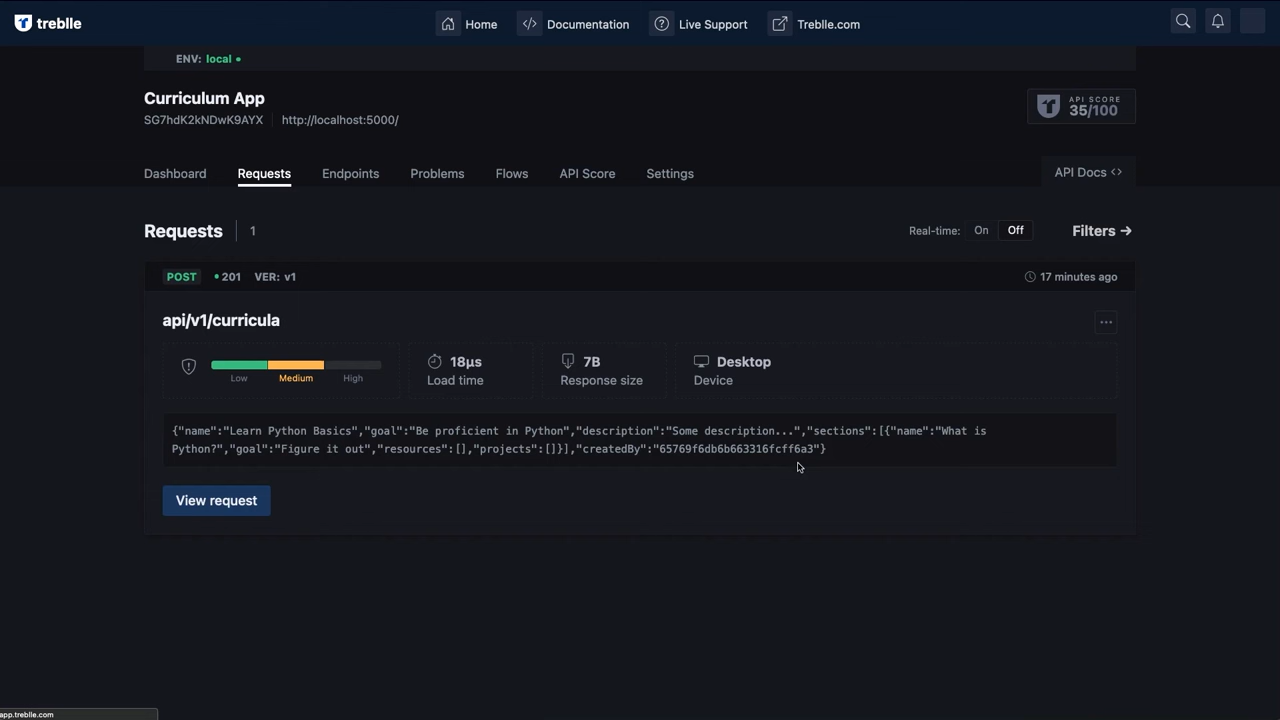 treblle
Home
Documentation
Live Support
Treblle.com
ENV: local
Curriculum App
SG7hdK2kNDwK9AYX
http://localhost:5000/
API SCORE
35/100
Dashboard
Requests
Endpoints
Problems
Flows
API Score
Settings
API Docs <>
Requests
1
Real-time:
On
Off
Filters →
POST
201
VER: v1
17 minutes ago
api/v1/curricula
...
Low
Medium
High
18µs
Load time
7B
Response size
Desktop
Device
{"name":"Learn Python Basics","goal":"Be proficient in Python","description":"Some description...","sections":[{"name":"What is
Python?","goal":"Figure it out","resources":[],"projects":[]}],"createdBy":"65769f6db6b663316fcff6a3"}
View request
app.treblle.com